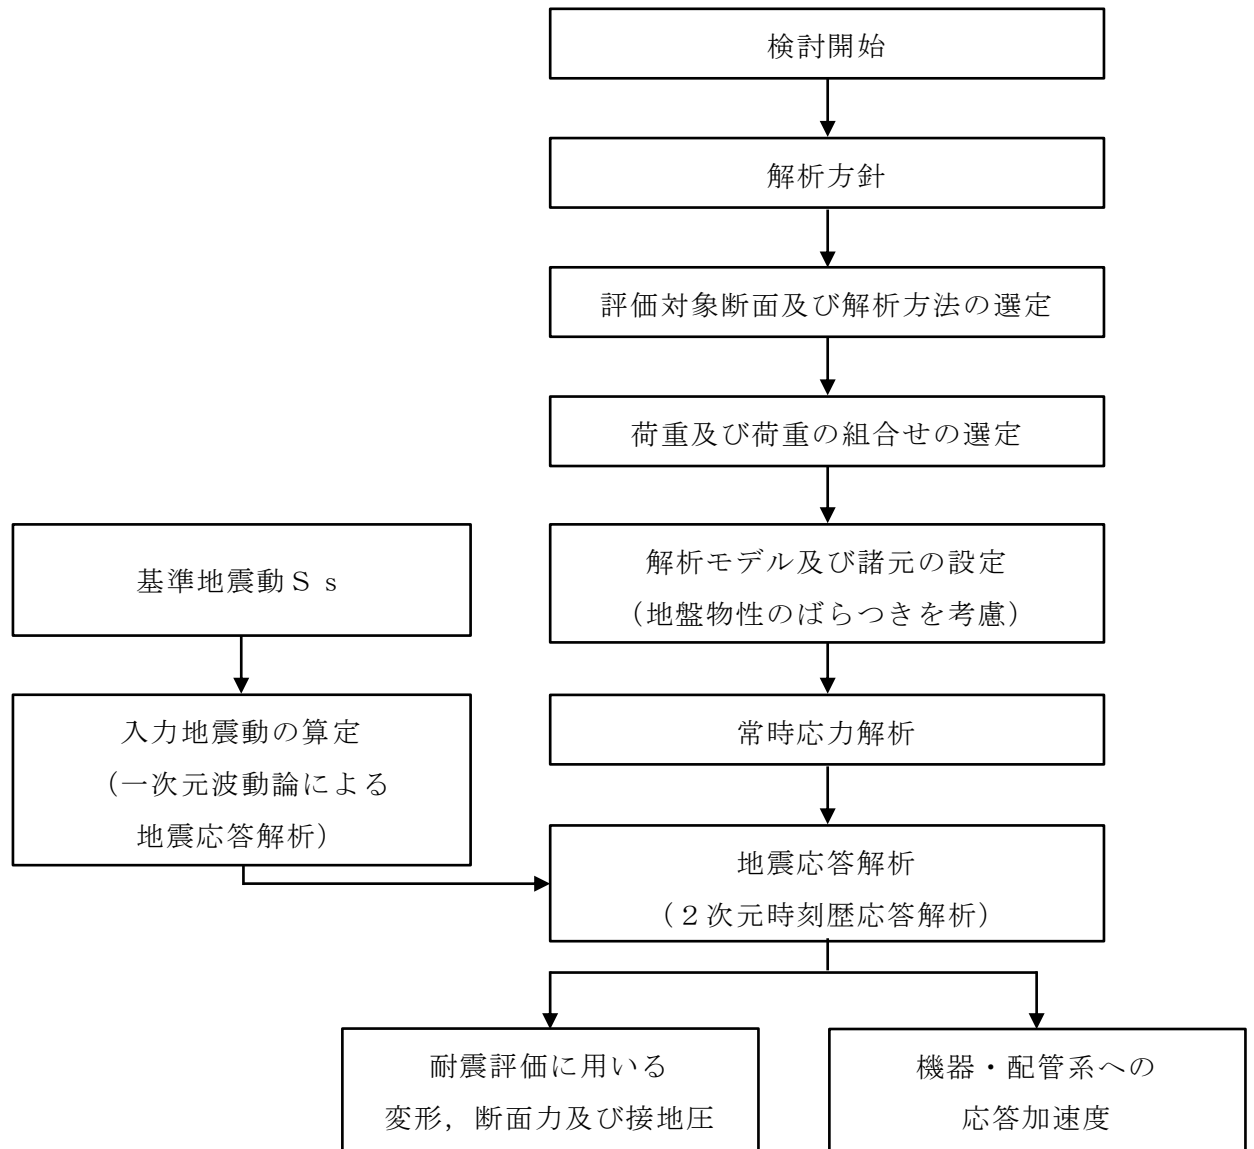 検討開始
解析方針
評価対象断面及び解析方法の選定
荷重及び荷重の組合せの選定
解析モデル及び諸元の設定
（地盤物性のばらつきを考慮）
基準地震動Ｓｓ
入力地震動の算定
（一次元波動論による
地震応答解析）
常時応力解析
地震応答解析
（２次元時刻歴応答解析）
耐震評価に用いる
変形，断面力及び接地圧
機器・配管系への
応答加速度